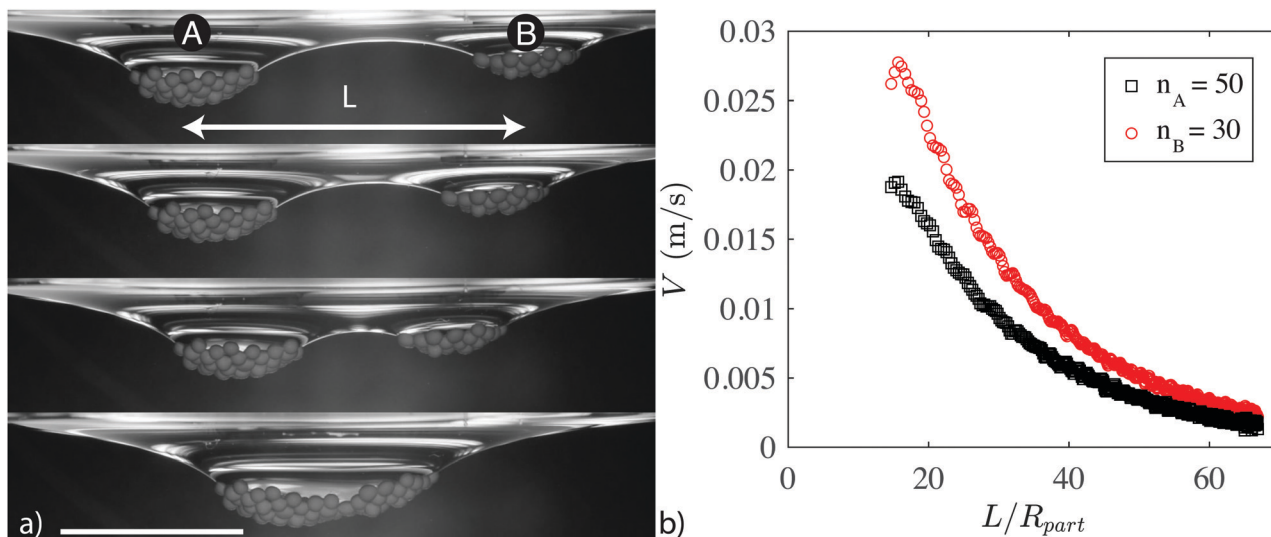 A
B
L
a)
b)
0.03
0.025
0.02
0.015
0.01
0.005
0
V (m/s)
0
20
40
60
L/R_part
n_A = 50
n_B = 30